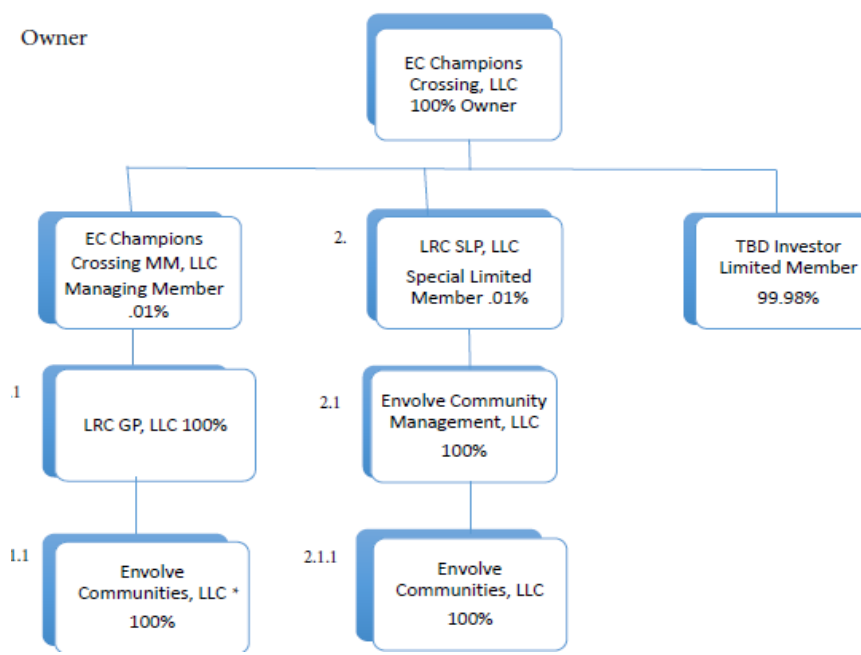 Owner
EC Champions
Crossing, LLC
100% Owner
EC Champions
Crossing MM, LLC
Managing Member
.01%
2.
LRC SLP, LLC
Special Limited
Member .01%
TBD Investor
Limited Member
99.98%
.1
LRC GP, LLC 100%
2.1
Envolve Community
Management, LLC
100%
1.1
Envolve
Communities, LLC *
100%
2.1.1
Envolve
Communities, LLC
100%